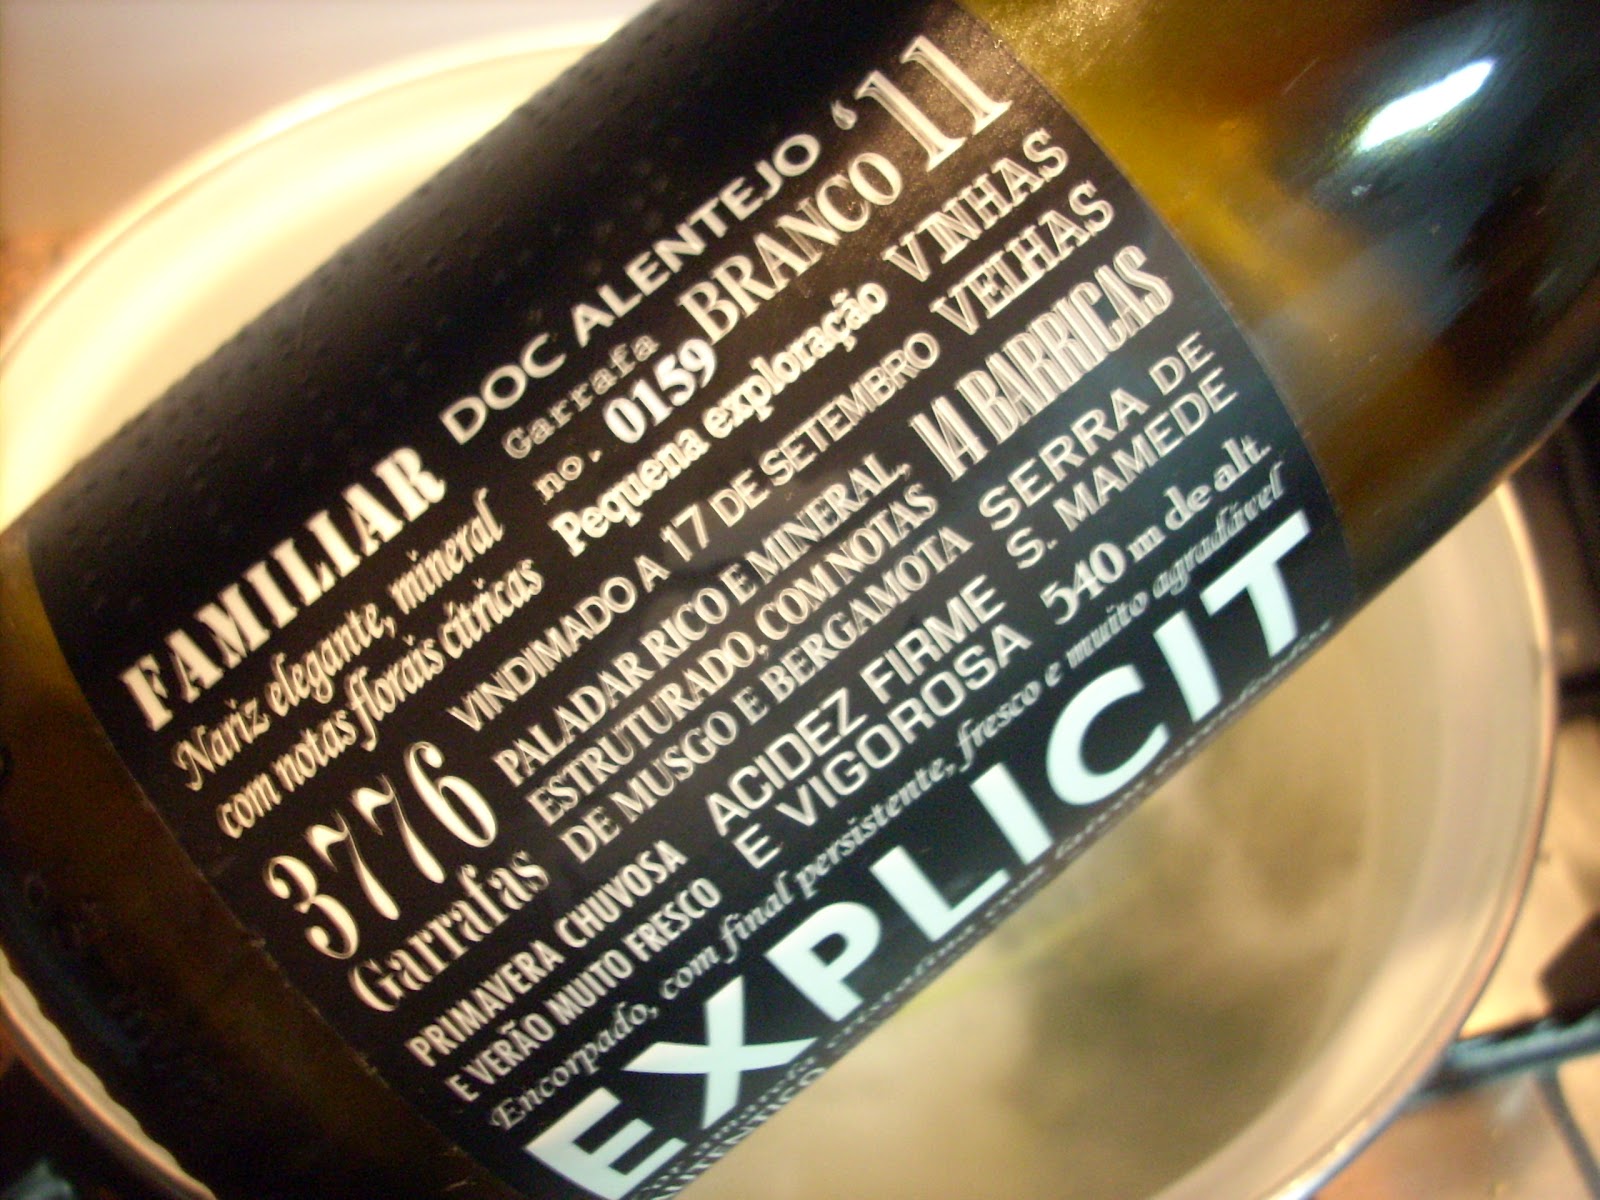 FAMILIAR
DOC ALENTEJO
Garrafa
no. 0159
BRANCO '11
Nariz elegante, mineral
com notas florais cítricas
Pequena exploração
VINHAS
VELHAS
3776
Garrafas
VINDIMADO A 17 DE SETEMBRO
PALADAR RICO E MINERAL,
ESTRUTURADO, COM NOTAS
DE MUSGO E BERGAMOTA
14 BARRICAS
SERRA DE
S. MAMEDE
PRIMAVERA CHUVOSA
E VERÃO MUITO FRESCO
ACIDEZ FIRME
E VIGOROSA
540 m de alt.
Encorpado, com final persistente, fresco e muito agradável
EXPLICIT